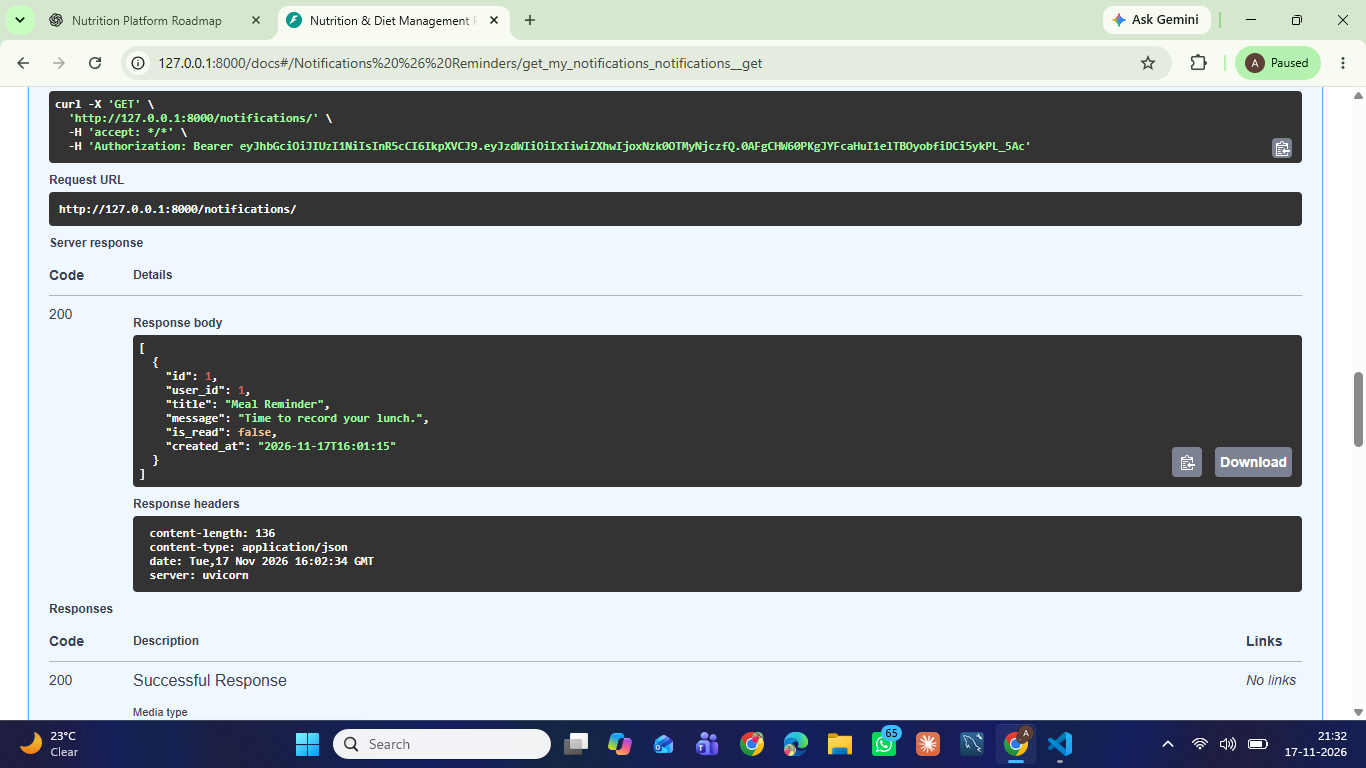 Nutrition Platform Roadmap
Nutrition & Diet Management
Ask Gemini
127.0.0.1:8000/docs#/Notifications%20%26%20Reminders/get_my_notifications_notifications__get
A
Paused
curl -X 'GET' \
'http://127.0.0.1:8000/notifications/' \
-H 'accept: */*' \
-H 'Authorization: Bearer eyJhbGciOiJIUzI1NiIsInR5cCI6IkpXVCJ9.eyJzdWIiOiIxIiwiZXhwIjoxNzk0OTMyNjczfQ.0AFgCHW60PKgJYFcaHuI1elTBOyobfiDCi5ykPL_5Ac'
Request URL
http://127.0.0.1:8000/notifications/
Server response
Code Details
200
Response body
[
{
"id": 1,
"user_id": 1,
"title": "Meal Reminder",
"message": "Time to record your lunch.",
"is_read": false,
"created_at": "2026-11-17T16:01:15"
}
]
Download
Response headers
content-length: 136
content-type: application/json
date: Tue,17 Nov 2026 16:02:34 GMT
server: uvicorn
Responses
Code Description Links
200 Successful Response No links
Media type
23°C
Clear
Search
65
A
21:32
17-11-2026